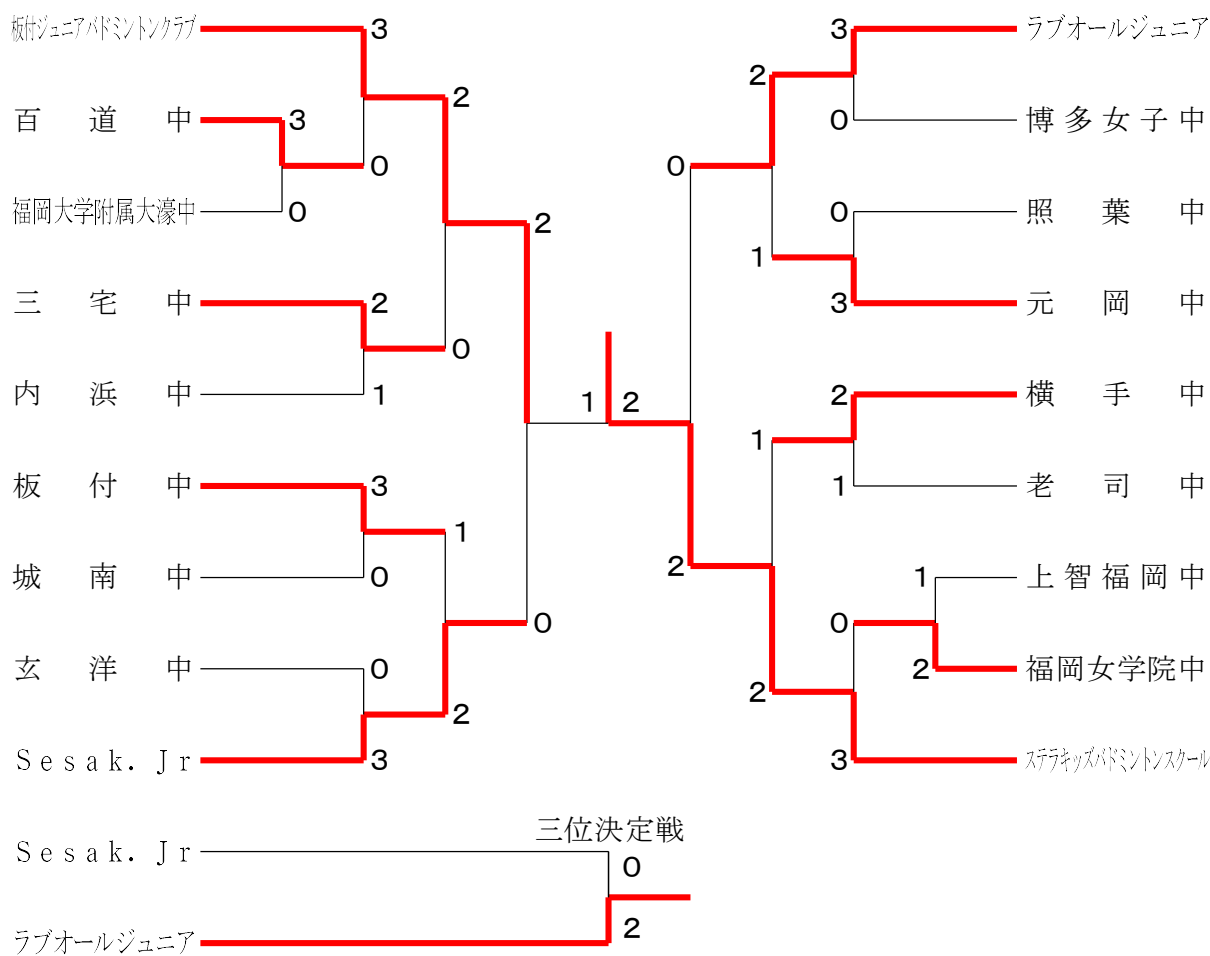 板付ジュニアバドミントンクラブ 3 3 ラブオールジュニア
2 2
百道中 3 0 博多女子中
0 0
福岡大学附属大濠中 0 0 照葉中
2 1
三宅中 2 3 元岡中
0
内浜中 1 1 2 2 横手中
1
板付中 3 1 老司中
1
城南中 0 2 1 上智福岡中
0 0
玄洋中 0 2 福岡女学院中
2 2
Sesak.Jr 3 3 ステラキッズバドミントンスクール
三位決定戦
Sesak.Jr 0
ラブオールジュニア 2